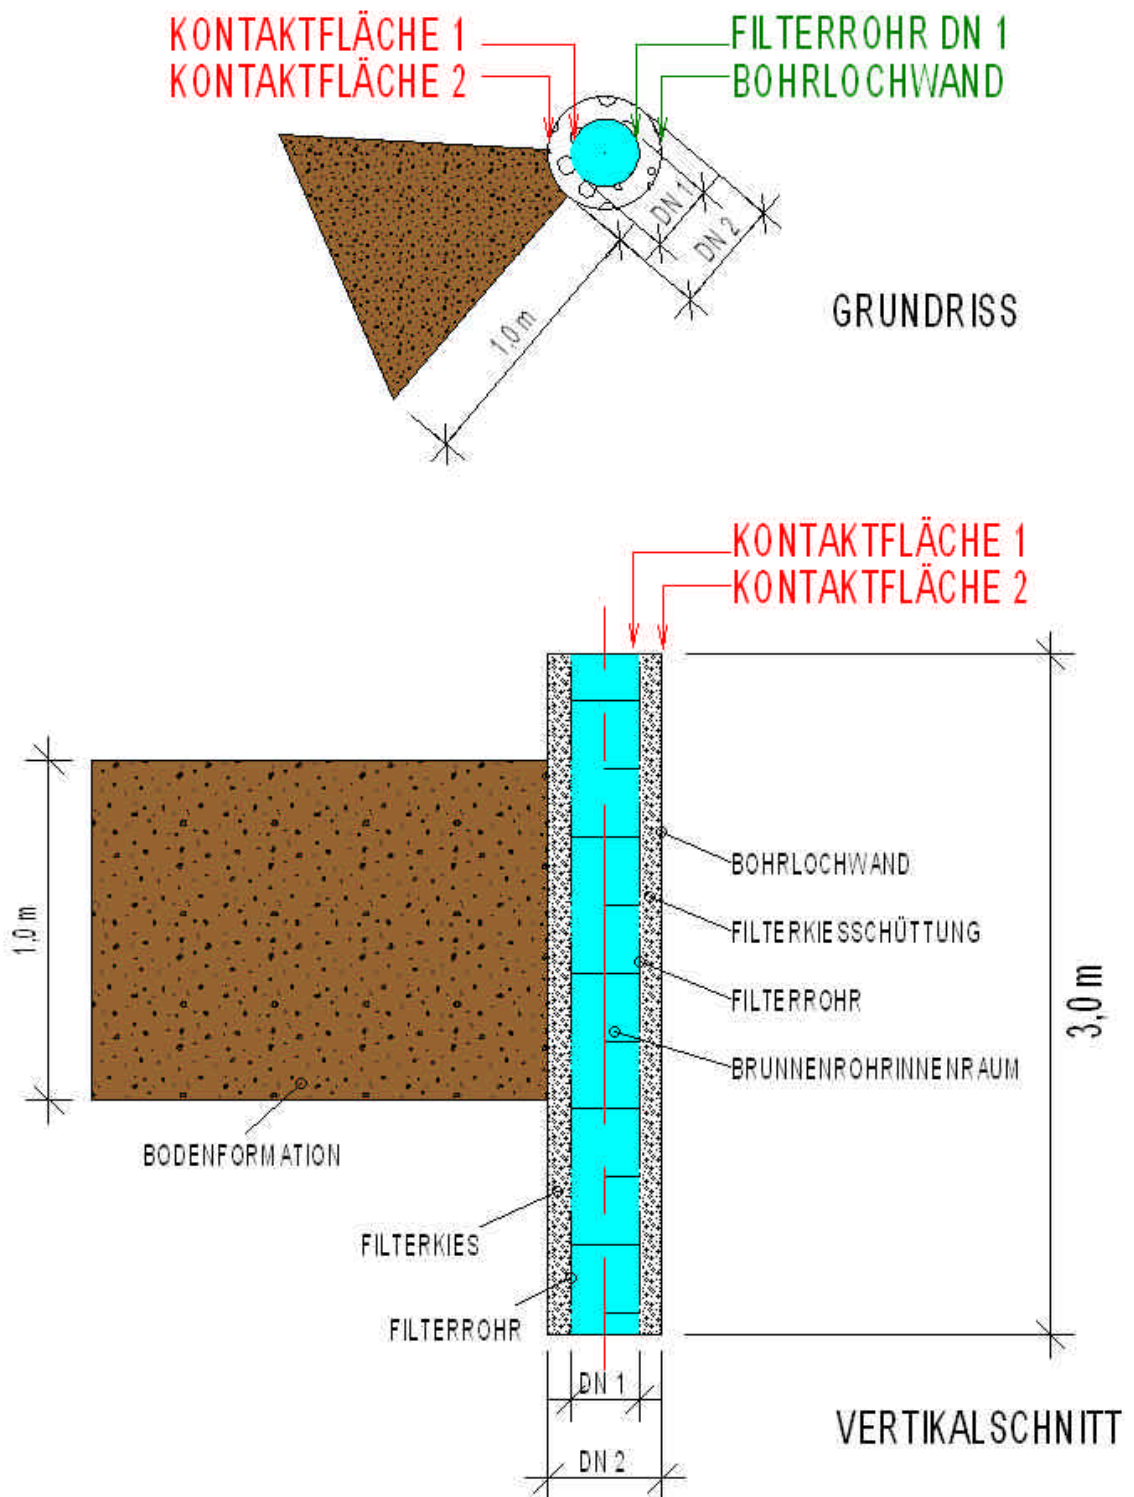 KONTAKTFLÄCHE 1
FILTERROHR DN 1
KONTAKTFLÄCHE 2
BOHRLOCHWAND
DN 1
DN 2
1,0 m
GRUNDRISS
KONTAKTFLÄCHE 1
KONTAKTFLÄCHE 2
BOHRLOCHWAND
FILTERKIESSCHÜTTUNG
1,0 m
FILTERROHR
3,0 m
BRUNNENROHRINNENRAUM
BODENFORMATION
FILTERKIES
FILTERROHR
DN 1
VERTIKALSCHNITT
DN 2